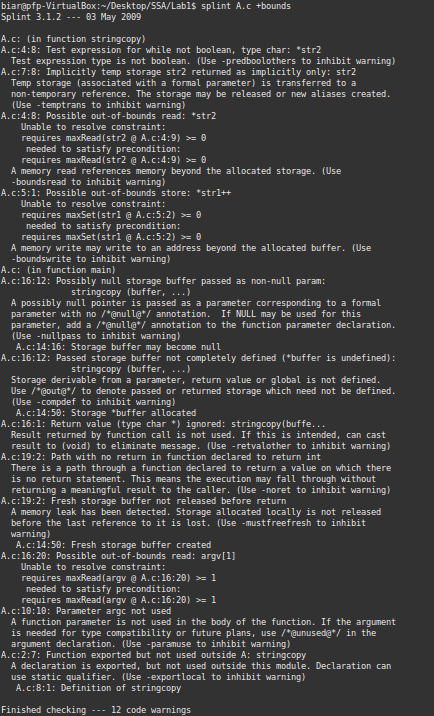 biar@pfp-VirtualBox:~/Desktop/SSA/Lab1$ splint A.c +bounds
Splint 3.1.2 --- 03 May 2009

A.c: (in function stringcopy)
A.c:4:8: Test expression for while not boolean, type char: *str2
  Test expression type is not boolean. (Use -predboolothers to inhibit warning)
A.c:7:8: Implicitly temp storage str2 returned as implicitly only: str2
  Temp storage (associated with a formal parameter) is transferred to a
  non-temporary reference. The storage may be released or new aliases created.
  (Use -temptrans to inhibit warning)
A.c:4:8: Possible out-of-bounds read: *str2
    Unable to resolve constraint:
    requires maxRead(str2 @ A.c:4:9) >= 0
     needed to satisfy precondition:
    requires maxRead(str2 @ A.c:4:9) >= 0
  A memory read references memory beyond the allocated storage. (Use
  -boundsread to inhibit warning)
A.c:5:1: Possible out-of-bounds store: *str1++
    Unable to resolve constraint:
    requires maxSet(str1 @ A.c:5:2) >= 0
     needed to satisfy precondition:
    requires maxSet(str1 @ A.c:5:2) >= 0
  A memory write may write to an address beyond the allocated buffer. (Use
  -boundswrite to inhibit warning)
A.c: (in function main)
A.c:16:12: Possibly null storage buffer passed as non-null param:
              stringcopy (buffer, ...)
  A possibly null pointer is passed as a parameter corresponding to a formal
  parameter with no /*@null@*/ annotation.  If NULL may be used for this
  parameter, add a /*@null@*/ annotation to the function parameter declaration.
  (Use -nullpass to inhibit warning)
   A.c:14:16: Storage buffer may become null
A.c:16:12: Passed storage buffer not completely defined (*buffer is undefined):
              stringcopy (buffer, ...)
  Storage derivable from a parameter, return value or global is not defined.
  Use /*@out@*/ to denote passed or returned storage which need not be defined.
  (Use -compdef to inhibit warning)
   A.c:14:50: Storage *buffer allocated
A.c:16:1: Return value (type char *) ignored: stringcopy(buffe...
  Result returned by function call is not used. If this is intended, can cast
  result to (void) to eliminate message. (Use -retvalother to inhibit warning)
A.c:19:2: Path with no return in function declared to return int
  There is a path through a function declared to return a value on which there
  is no return statement. This means the execution may fall through without
  returning a meaningful result to the caller. (Use -noret to inhibit warning)
A.c:19:2: Fresh storage buffer not released before return
  A memory leak has been detected. Storage allocated locally is not released
  before the last reference to it is lost. (Use -mustfreefresh to inhibit
  warning)
   A.c:14:50: Fresh storage buffer created
A.c:16:20: Possible out-of-bounds read: argv[1]
    Unable to resolve constraint:
    requires maxRead(argv @ A.c:16:20) >= 1
     needed to satisfy precondition:
    requires maxRead(argv @ A.c:16:20) >= 1
A.c:10:10: Parameter argc not used
  A function parameter is not used in the body of the function. If the argument
  is needed for type compatibility or future plans, use /*@unused@*/ in the
  argument declaration. (Use -paramuse to inhibit warning)
A.c:2:7: Function exported but not used outside A: stringcopy
  A declaration is exported, but not used outside this module. Declaration can
  use static qualifier. (Use -exportlocal to inhibit warning)
   A.c:8:1: Definition of stringcopy

Finished checking --- 12 code warnings